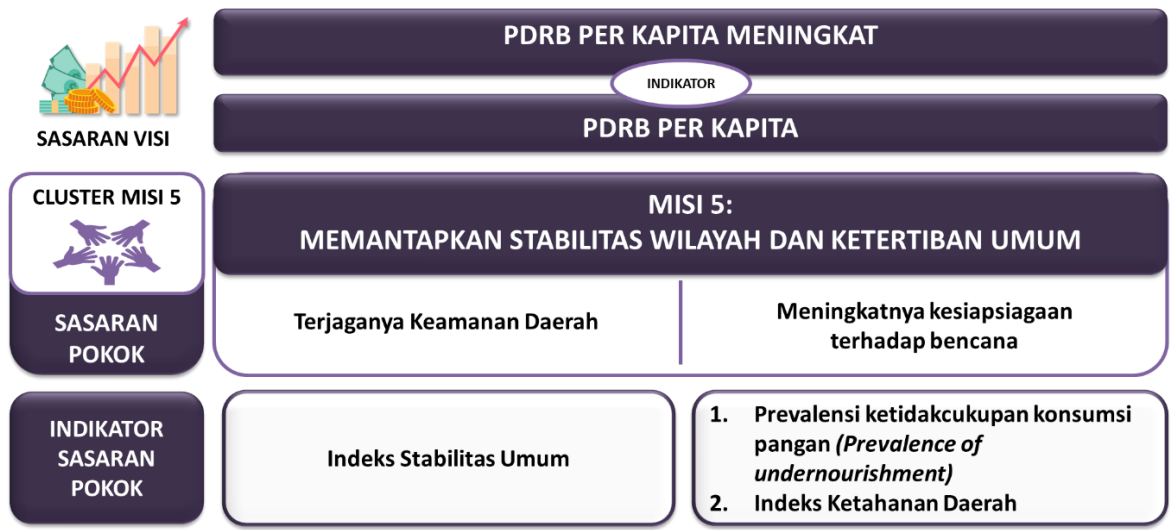 PDRB PER KAPITA MENINGKAT
INDIKATOR
PDRB PER KAPITA
SASARAN VISI
CLUSTER MISI 5
MISI 5:
MEMANTAPKAN STABILITAS WILAYAH DAN KETERTIBAN UMUM
SASARAN
POKOK
Terjaganya Keamanan Daerah
Meningkatnya kesiapsiagaan
terhadap bencana
INDIKATOR
SASARAN
POKOK
Indeks Stabilitas Umum
1. Prevalensi ketidakcukupan konsumsi
pangan (Prevalence of
undernourishment)
2. Indeks Ketahanan Daerah